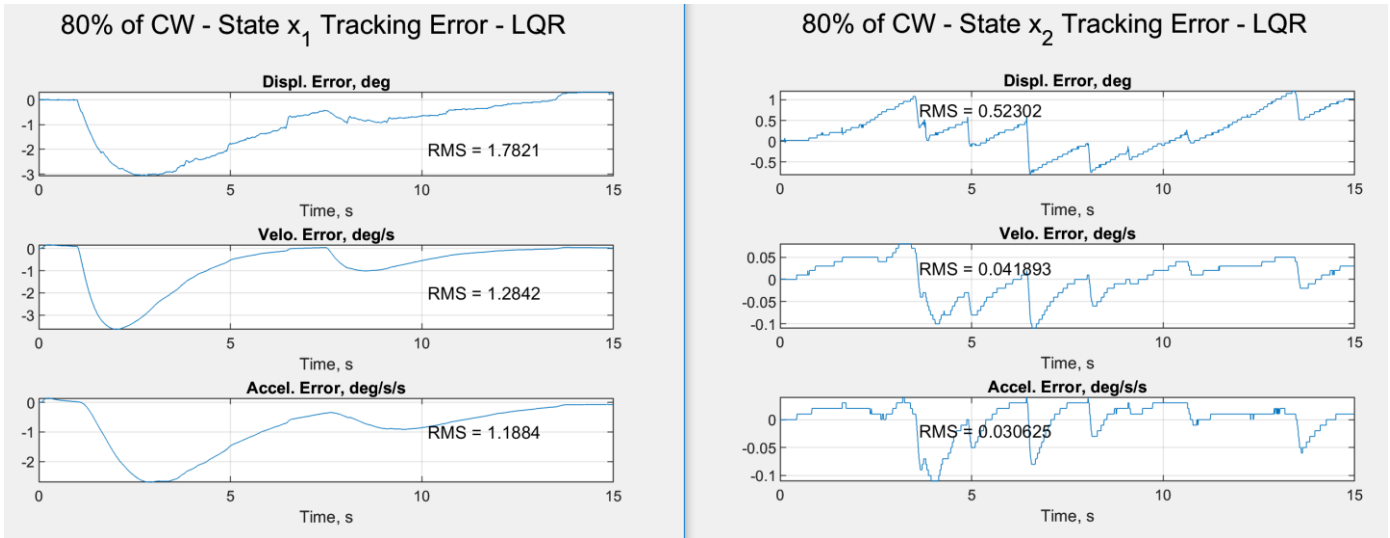 80% of CW - State x1 Tracking Error - LQR
Displ. Error, deg
0
-1
-2
-3
RMS = 1.7821
0 5 10 15
Time, s
Velo. Error, deg/s
0
-1
-2
-3
RMS = 1.2842
0 5 10 15
Time, s
Accel. Error, deg/s/s
0
-1
-2
RMS = 1.1884
0 5 10 15
Time, s
80% of CW - State x2 Tracking Error - LQR
Displ. Error, deg
1
0.5
0
-0.5
RMS = 0.52302
0 5 10 15
Time, s
Velo. Error, deg/s
0.05
0
-0.05
-0.1
RMS = 0.041893
0 5 10 15
Time, s
Accel. Error, deg/s/s
0
-0.05
-0.1
RMS = 0.030625
0 5 10 15
Time, s